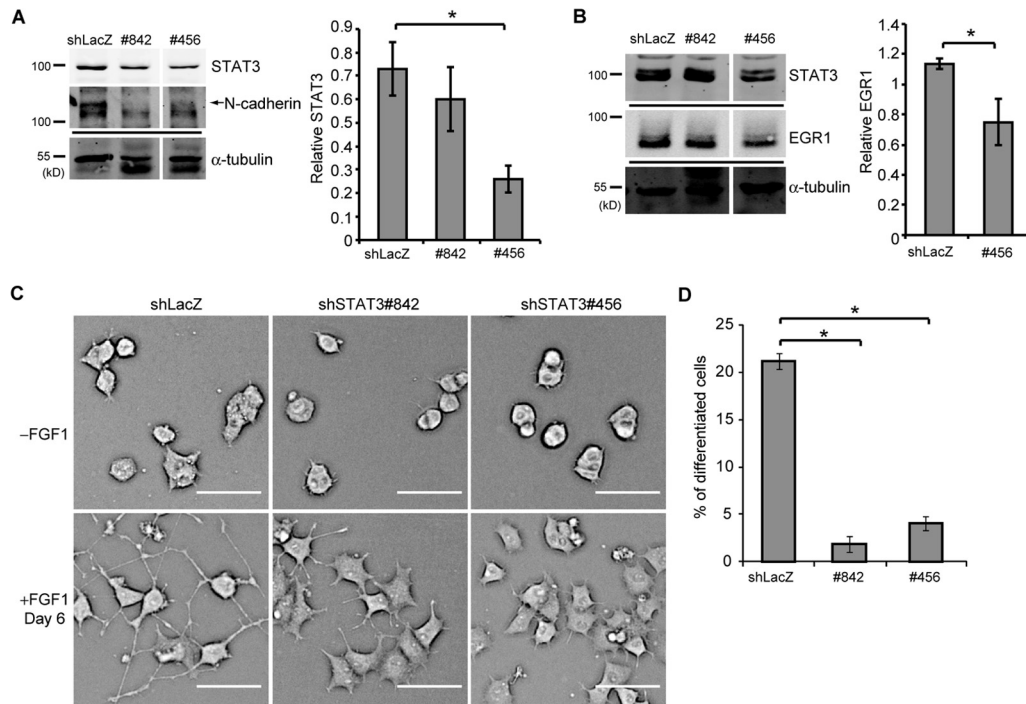 A
shLacZ #842 #456
100
STAT3
N-cadherin
100
55
(kD)
α-tubulin
Relative STAT3
0.9
0.8
0.7
0.6
0.5
0.4
0.3
0.2
0.1
0
*
shLacZ #842 #456
B
shLacZ #842 #456
100
STAT3
100
EGR1
55
(kD)
α-tubulin
Relative EGR1
1.4
1.2
1
0.8
0.6
0.4
0.2
0
*
shLacZ #456
C
shLacZ shSTAT3#842 shSTAT3#456
–FGF1
+FGF1
Day 6
D
% of differentiated cells
25
20
15
10
5
0
*
*
shLacZ #842 #456